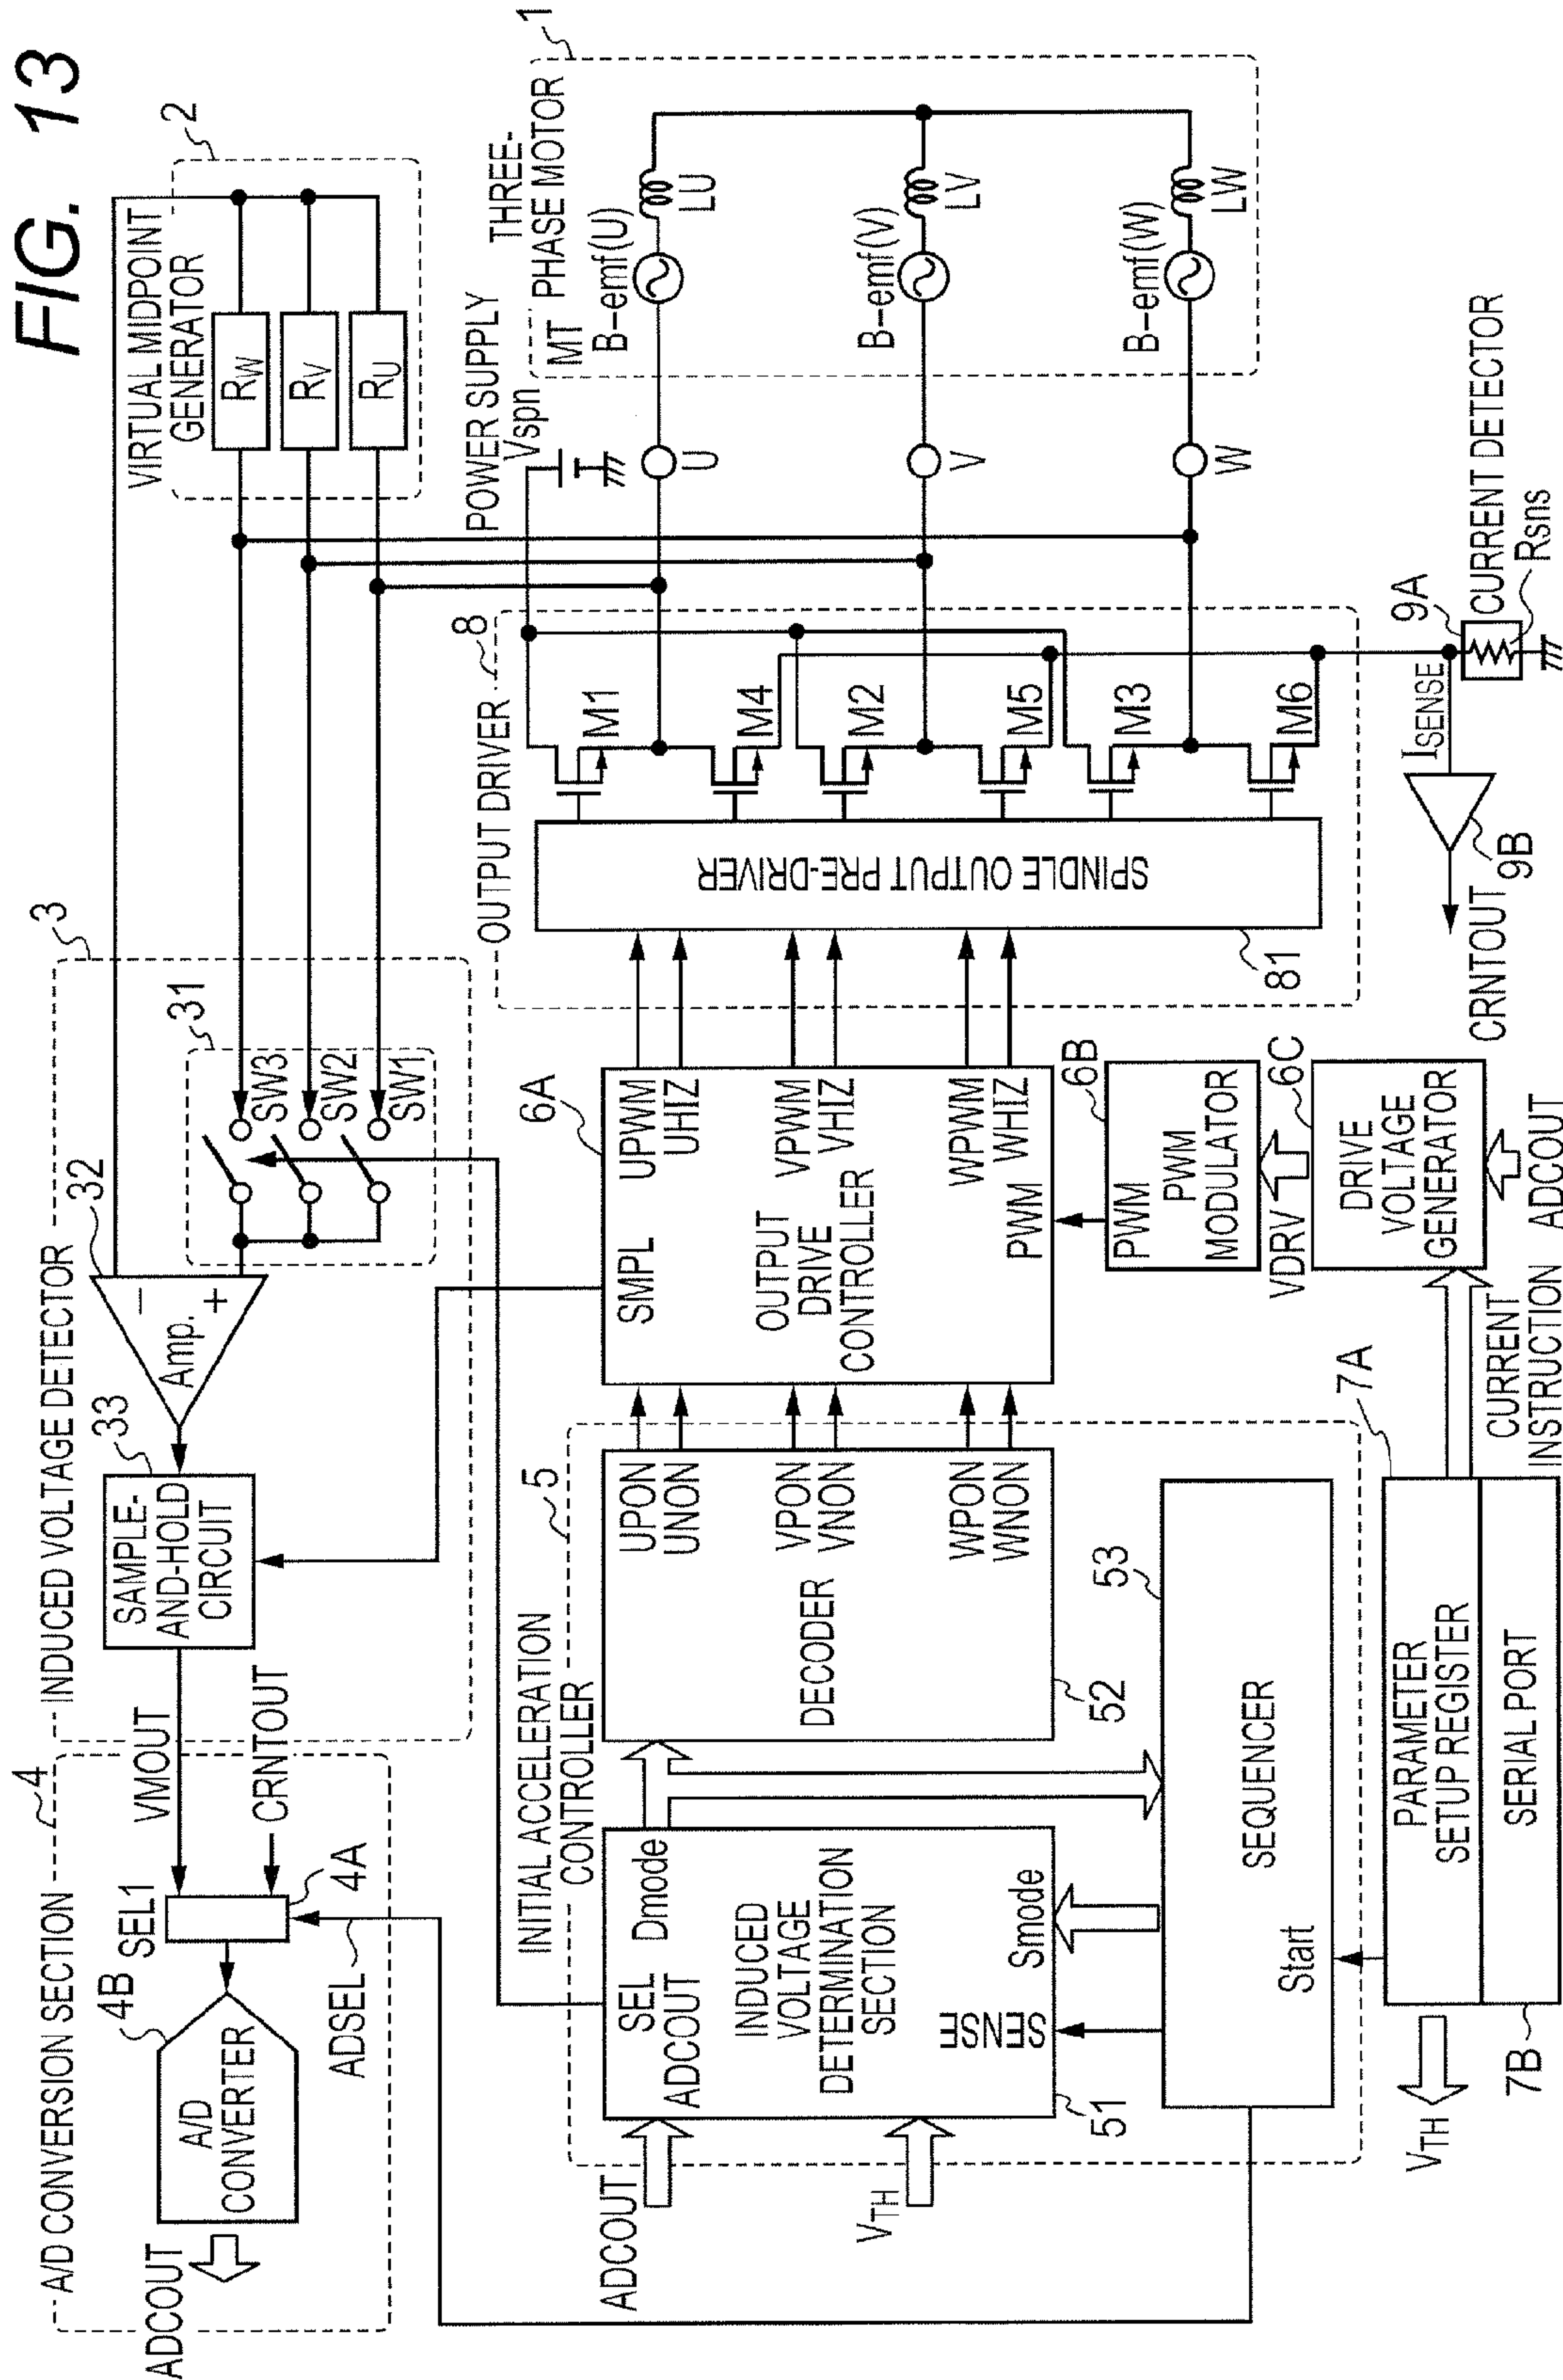 FIG. 13
A/D CONVERSION SECTION
4
ADCOUT
A/D
CONVERTER
4B
SEL1
4A
ADSEL
VMOUT
CRNTOUT
INDUCED VOLTAGE DETECTOR
3
SAMPLE-
AND-HOLD
CIRCUIT
33
Amp.
−
+
32
31
SW3
SW2
SW1
VIRTUAL MIDPOINT
GENERATOR
2
RW
RV
RU
INITIAL ACCELERATION
CONTROLLER
5
ADCOUT
VTH
SEL
Dmode
ADCOUT
INDUCED
VOLTAGE
DETERMINATION
SECTION
SENSE
Smode
51
DECODER
UPON
UNON
VPON
VNON
WPON
WNON
52
SEQUENCER
Start
53
VTH
PARAMETER
SETUP REGISTER
SERIAL PORT
7A
7B
CURRENT
INSTRUCTION
ADCOUT
6A
SMPL
UPWM
UHIZ
OUTPUT
DRIVE
CONTROLLER
VPWM
VHIZ
WPWM
WHIZ
PWM
6B
PWM
PWM
MODULATOR
VDRV
6C
DRIVE
VOLTAGE
GENERATOR
OUTPUT DRIVER
8
SPINDLE OUTPUT PRE-DRIVER
81
M1
M4
M2
M5
M3
M6
POWER SUPPLY
Vspn
U
V
W
THREE-
PHASE MOTOR
MT
1
B-emf(U)
LU
B-emf(V)
LV
B-emf(W)
LW
ISENSE
9A
CURRENT DETECTOR
Rsns
9B
CRNTOUT